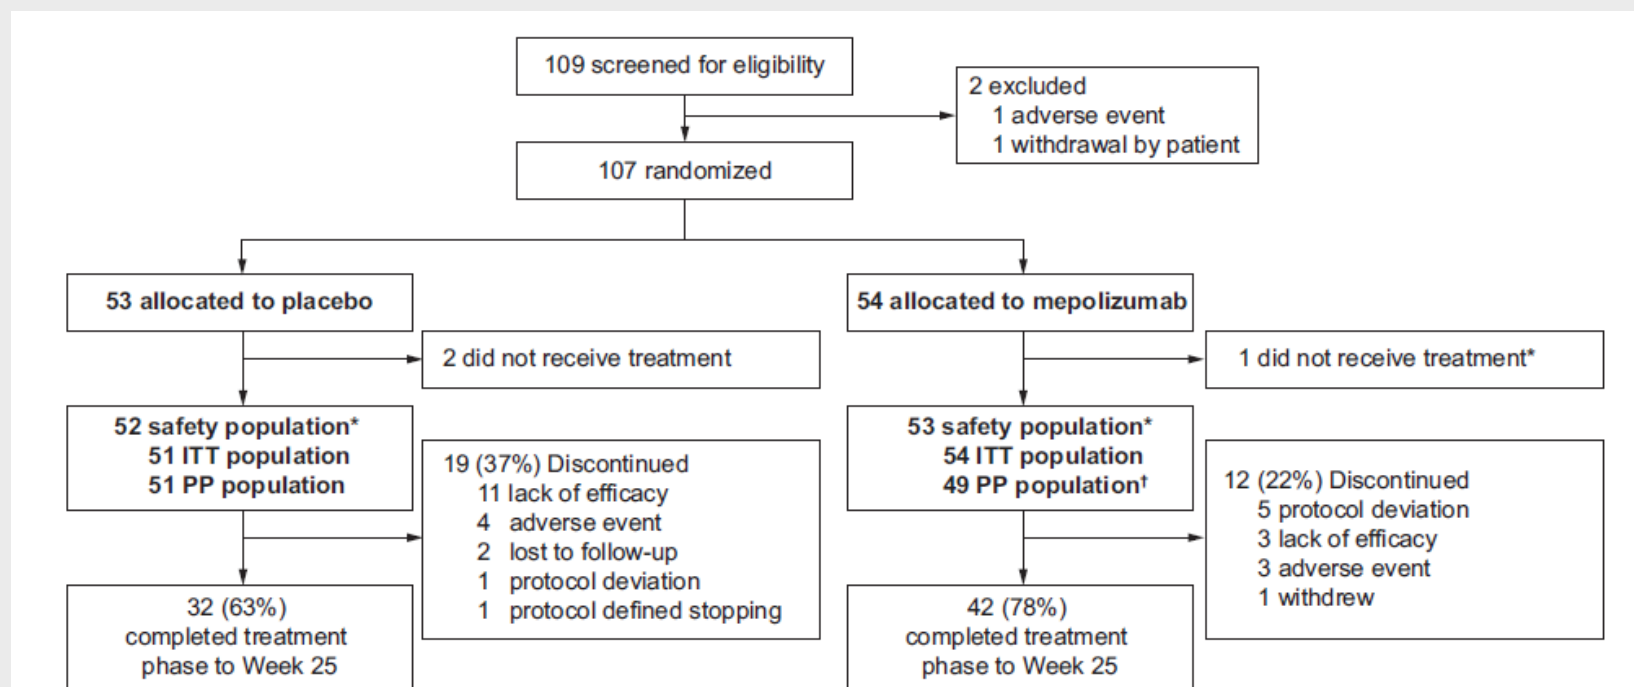 109 screened for eligibility
2 excluded
1 adverse event
1 withdrawal by patient
107 randomized
53 allocated to placebo
54 allocated to mepolizumab
2 did not receive treatment
1 did not receive treatment*
52 safety population*
51 ITT population
51 PP population
19 (37%) Discontinued
11 lack of efficacy
4 adverse event
2 lost to follow-up
1 protocol deviation
1 protocol defined stopping
53 safety population*
54 ITT population
49 PP population†
12 (22%) Discontinued
5 protocol deviation
3 lack of efficacy
3 adverse event
1 withdrew
32 (63%)
completed treatment
phase to Week 25
42 (78%)
completed treatment
phase to Week 25